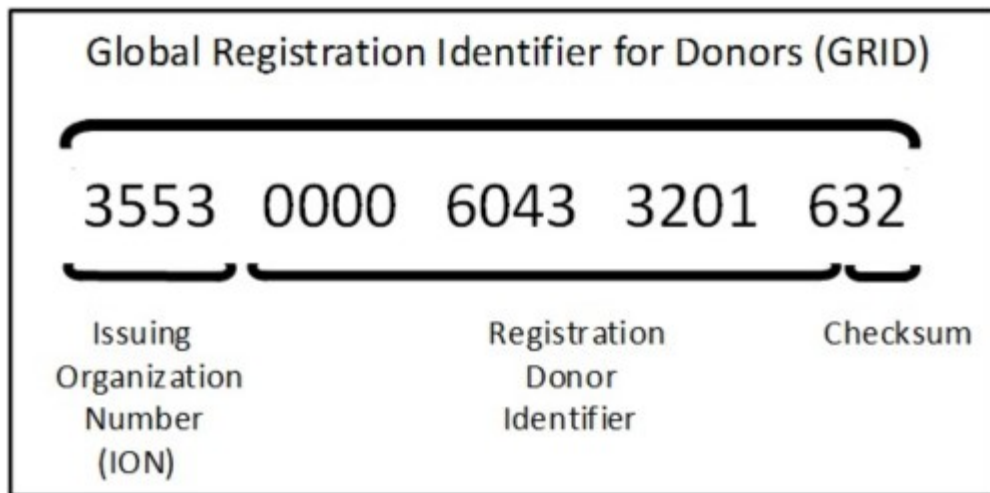 Global Registration Identifier for Donors (GRID)
3553 0000 6043 3201 632
Issuing
Organization
Number
(ION)
Registration
Donor
Identifier
Checksum